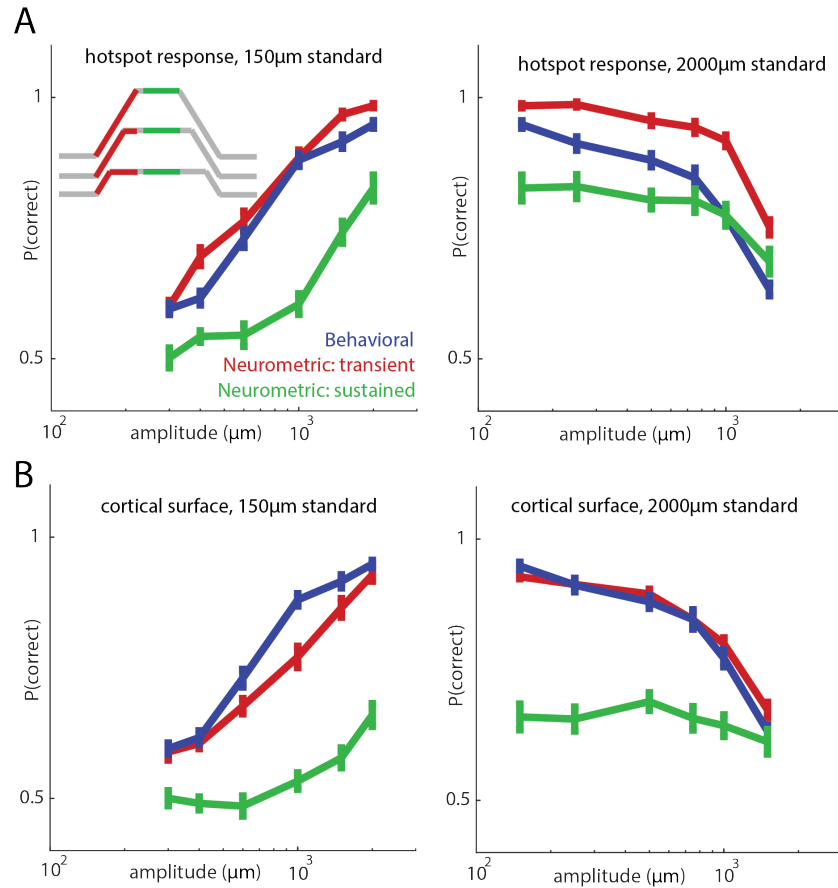 A
hotspot response, 150µm standard
1
P(correct)
0.5
Behavioral
Neurometric: transient
Neurometric: sustained
10²
amplitude (µm)
10³
hotspot response, 2000µm standard
1
P(correct)
0.5
10²
amplitude (µm)
10³
B
cortical surface, 150µm standard
1
P(correct)
0.5
10²
amplitude (µm)
10³
cortical surface, 2000µm standard
1
P(correct)
0.5
10²
amplitude (µm)
10³